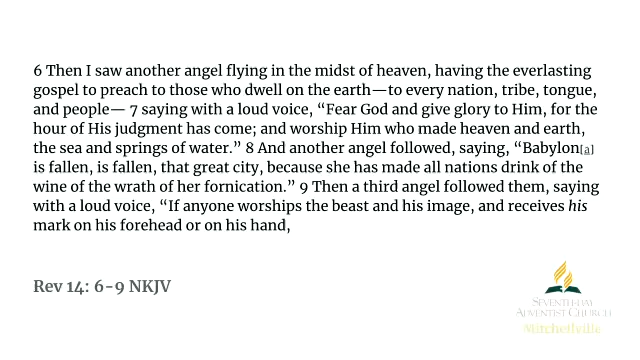 6 Then I saw another angel flying in the midst of heaven, having the everlasting
gospel to preach to those who dwell on the earth—to every nation, tribe, tongue,
and people— 7 saying with a loud voice, “Fear God and give glory to Him, for the
hour of His judgment has come; and worship Him who made heaven and earth,
the sea and springs of water.” 8 And another angel followed, saying, “Babylon[a]
is fallen, is fallen, that great city, because she has made all nations drink of the
wine of the wrath of her fornication.” 9 Then a third angel followed them, saying
with a loud voice, “If anyone worships the beast and his image, and receives his
mark on his forehead or on his hand,
Rev 14: 6-9 NKJV
Seventh-day
Adventist Church
Mitchellville